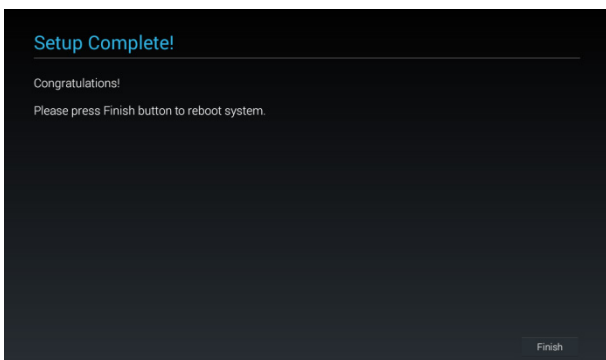 Setup Complete!
Congratulations!
Please press Finish button to reboot system.
Finish